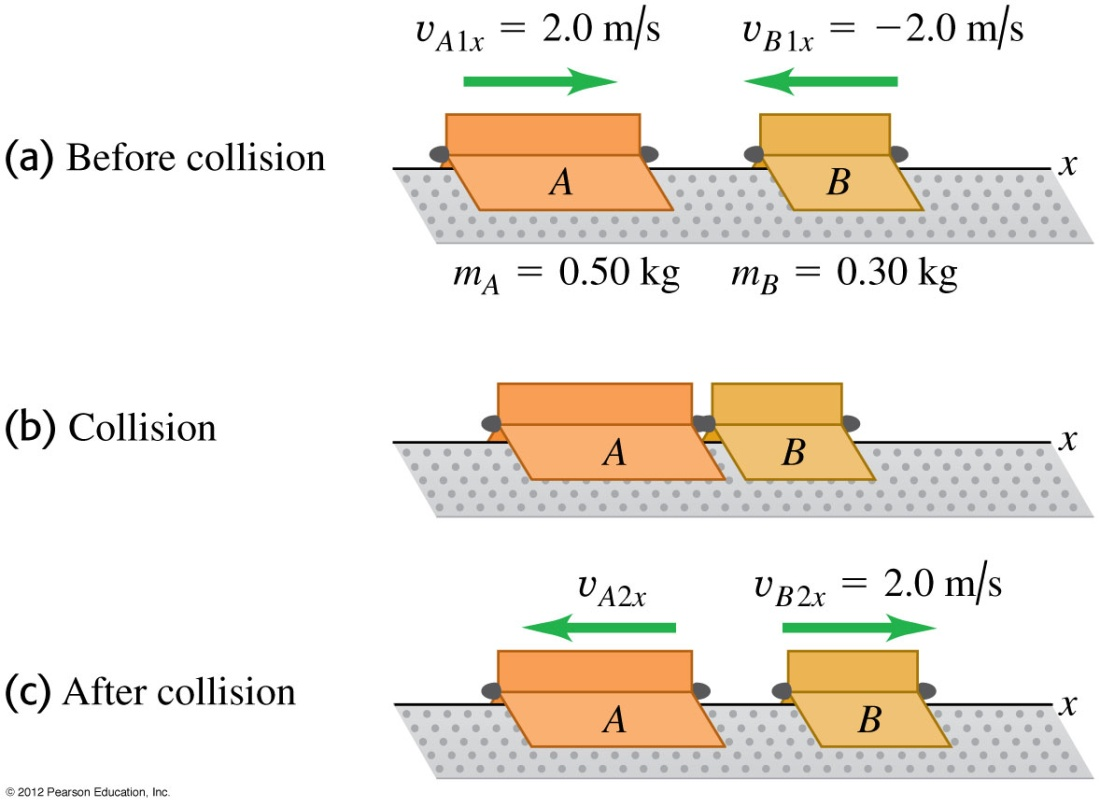 v_{A1x} = 2.0 m/s v_{B1x} = −2.0 m/s
(a) Before collision
A B x
m_A = 0.50 kg m_B = 0.30 kg
(b) Collision
A B x
v_{A2x} v_{B2x} = 2.0 m/s
(c) After collision
A B x
© 2012 Pearson Education, Inc.